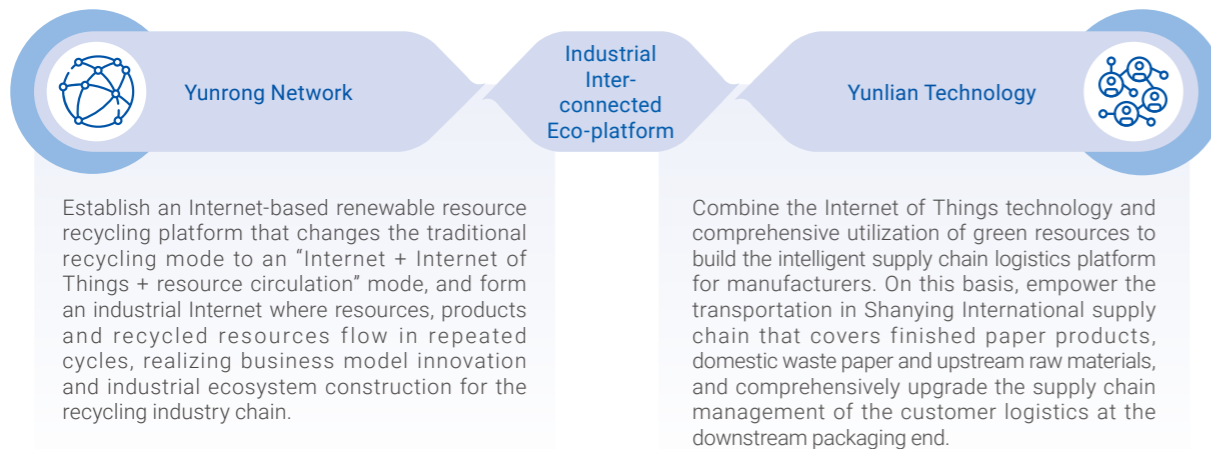 Yunrong Network
Industrial
Inter-
connected
Eco-platform
Yunlian Technology
Establish an Internet-based renewable resource
recycling platform that changes the traditional
recycling mode to an “Internet + Internet of
Things + resource circulation” mode, and form
an industrial Internet where resources, products
and recycled resources flow in repeated
cycles, realizing business model innovation
and industrial ecosystem construction for the
recycling industry chain.
Combine the Internet of Things technology and
comprehensive utilization of green resources to
build the intelligent supply chain logistics platform
for manufacturers. On this basis, empower the
transportation in Shanying International supply
chain that covers finished paper products,
domestic waste paper and upstream raw materials,
and comprehensively upgrade the supply chain
management of the customer logistics at the
downstream packaging end.